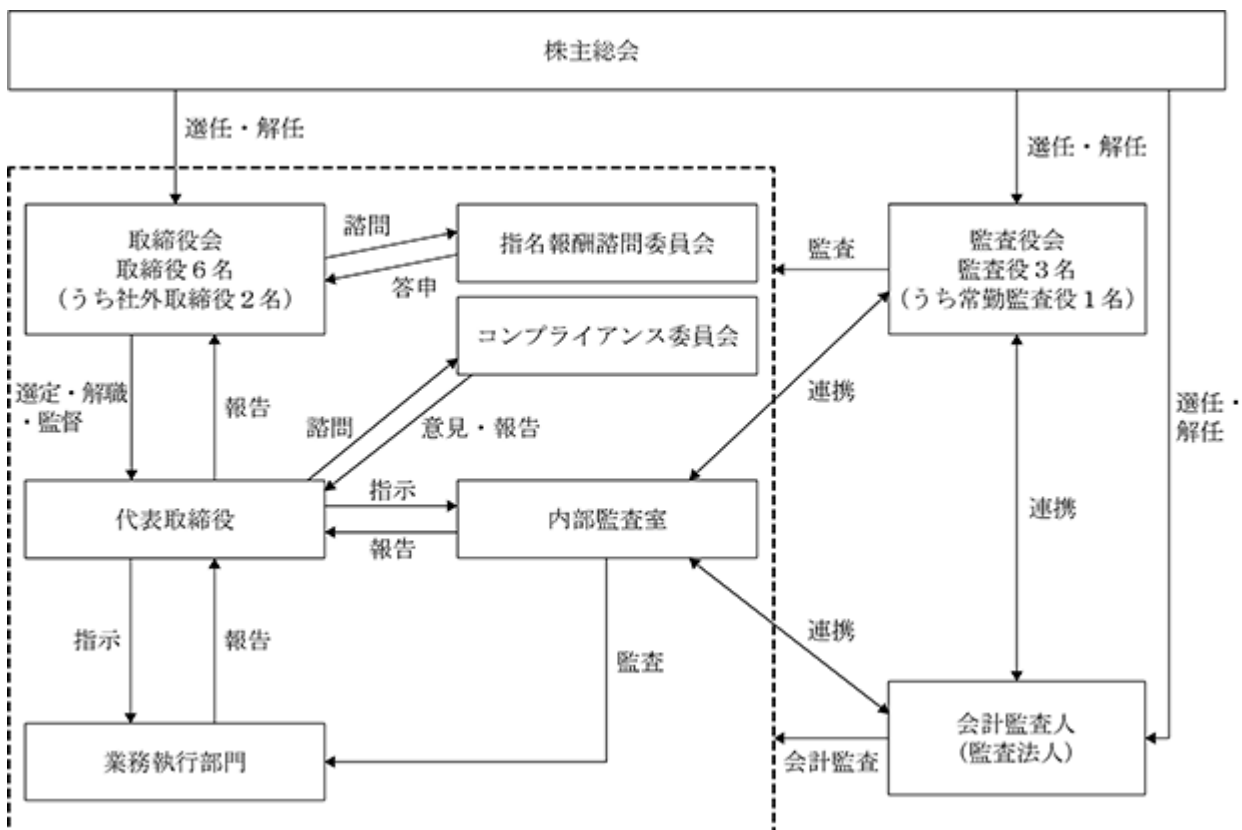 株主総会
選任・解任
選任・解任
選任・
解任
取締役会
取締役6名
(うち社外取締役2名)
諮問
答申
指名報酬諮問委員会
監査
監査役会
監査役3名
(うち常勤監査役1名)
コンプライアンス委員会
選定・解職
・監督
報告
諮問
意見・報告
連携
代表取締役
指示
報告
内部監査室
連携
指示
報告
監査
連携
業務執行部門
会計監査
会計監査人
(監査法人)